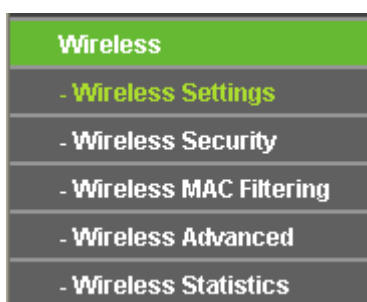 Wireless
- Wireless Settings
- Wireless Security
- Wireless MAC Filtering
- Wireless Advanced
- Wireless Statistics